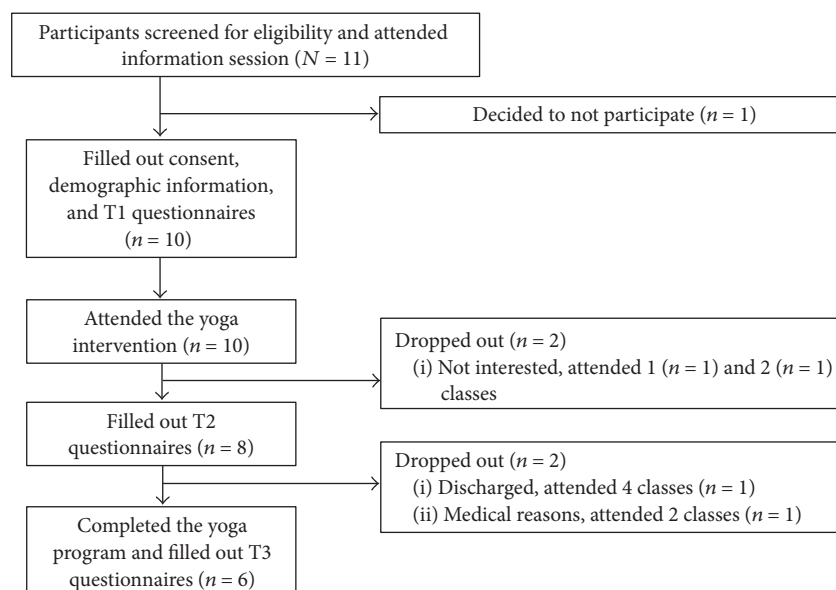 Participants screened for eligibility and attended
information session (N = 11)
Decided to not participate (n = 1)
Filled out consent,
demographic information,
and T1 questionnaires
(n = 10)
Attended the yoga
intervention (n = 10)
Dropped out (n = 2)
(i) Not interested, attended 1 (n = 1) and 2 (n = 1)
classes
Filled out T2
questionnaires (n = 8)
Dropped out (n = 2)
(i) Discharged, attended 4 classes (n = 1)
(ii) Medical reasons, attended 2 classes (n = 1)
Completed the yoga
program and filled out T3
questionnaires (n = 6)